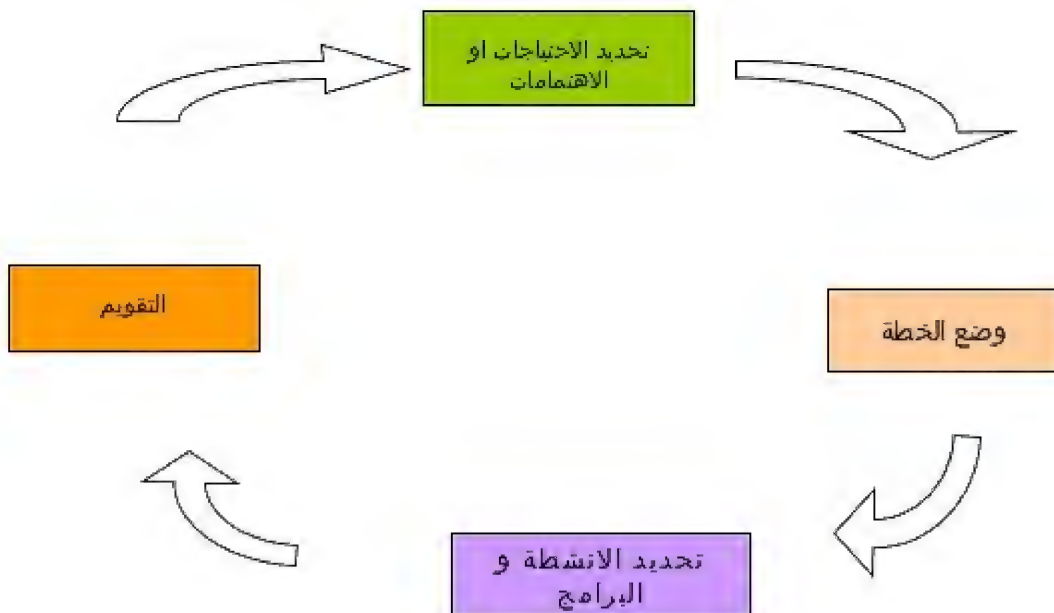 تحديد الاحتياجات او
الاهتمامات
وضع الخطة
تحديد الانشطة و
البرامج
التقويم